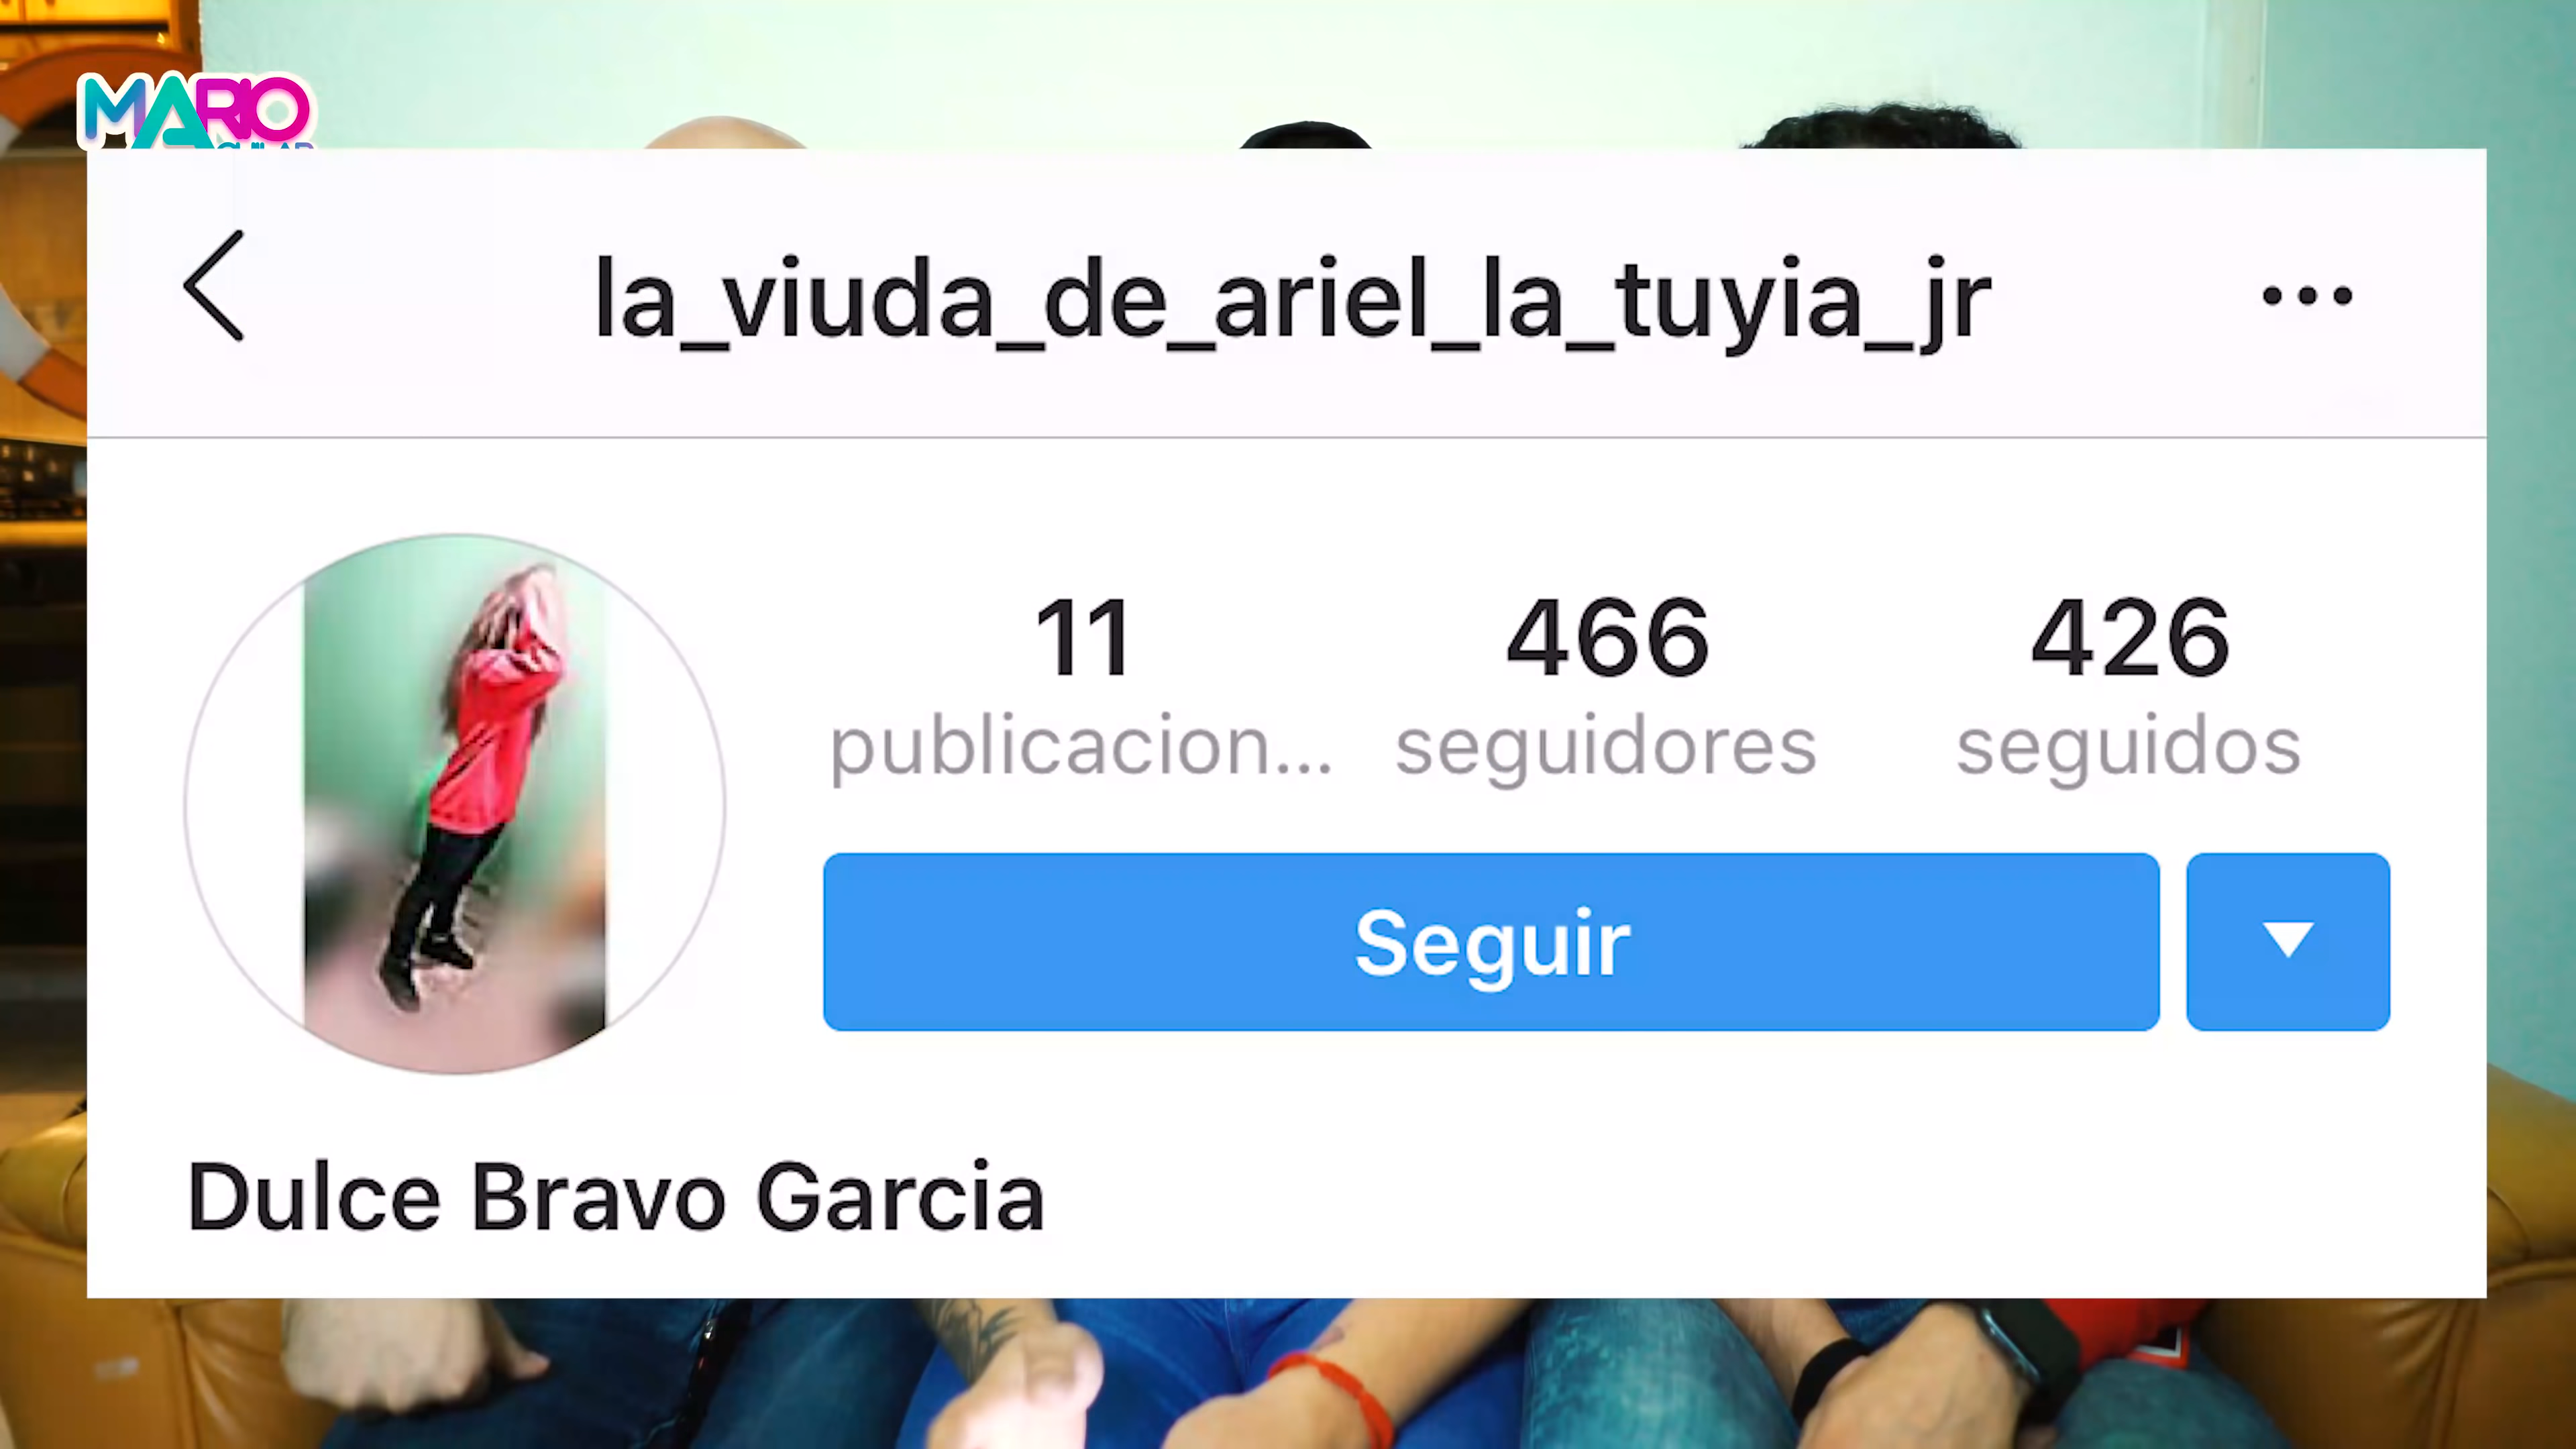 MARIO
la_viuda_de_ariel_la_tuyia_jr
11
publicacion...
466
seguidores
426
seguidos
Seguir
Dulce Bravo Garcia